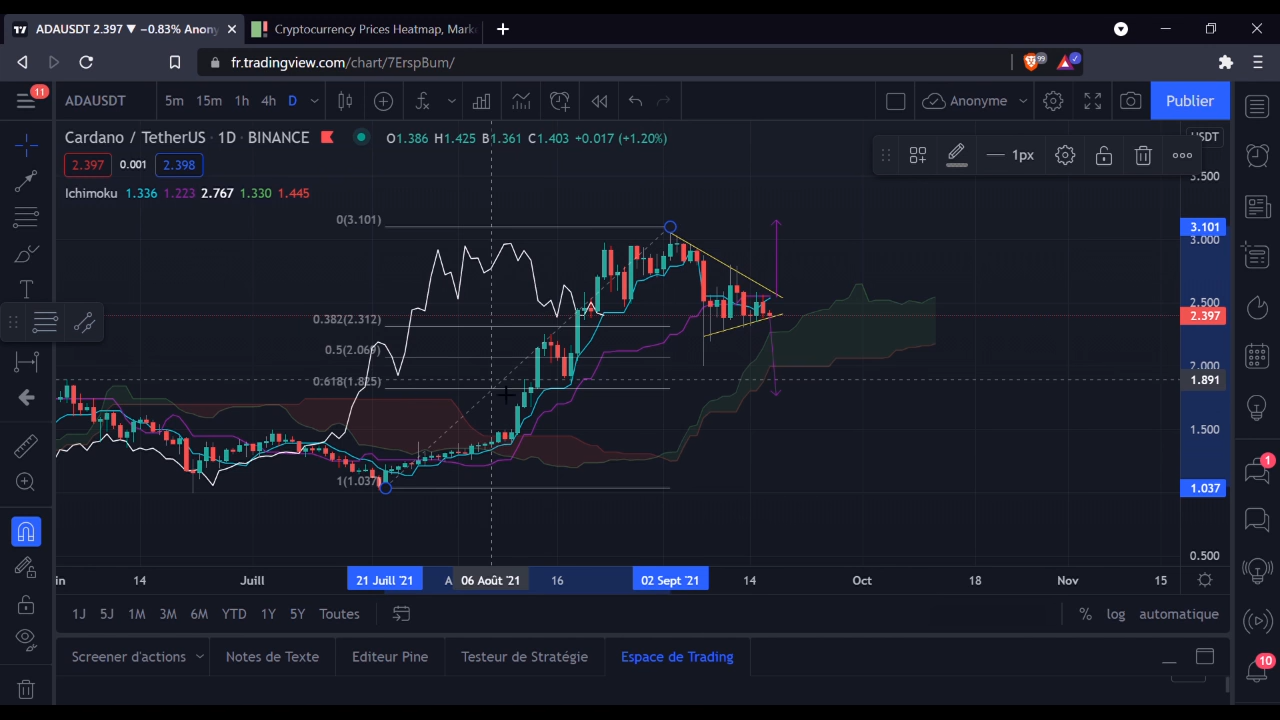 ADAUSDT 2.397 ▼ −0.83% Anony
Cryptocurrency Prices Heatmap, Mark
fr.tradingview.com/chart/7ErspBum/
99
11
ADAUSDT 5m 15m 1h 4h D
Anonyme
Publier
Cardano / TetherUS · 1D · BINANCE
O1.386 H1.425 B1.361 C1.403 +0.017 (+1.20%)
2.397 0.001 2.398
Ichimoku 1.336 1.223 2.767 1.330 1.445
1px
USDT
3.500
0(3.101)
3.101
3.000
2.500
0.382(2.312)
2.397
0.5(2.069)
2.000
0.618(1.825)
1.891
1.500
1(1.037)
1.037
0.500
in 14 Juill 21 Juill '21 A 06 Août '21 16 02 Sept '21 14 Oct 18 Nov 15
1J 5J 1M 3M 6M YTD 1Y 5Y Toutes
% log automatique
Screener d'actions Notes de Texte Editeur Pine Testeur de Stratégie Espace de Trading
1
10